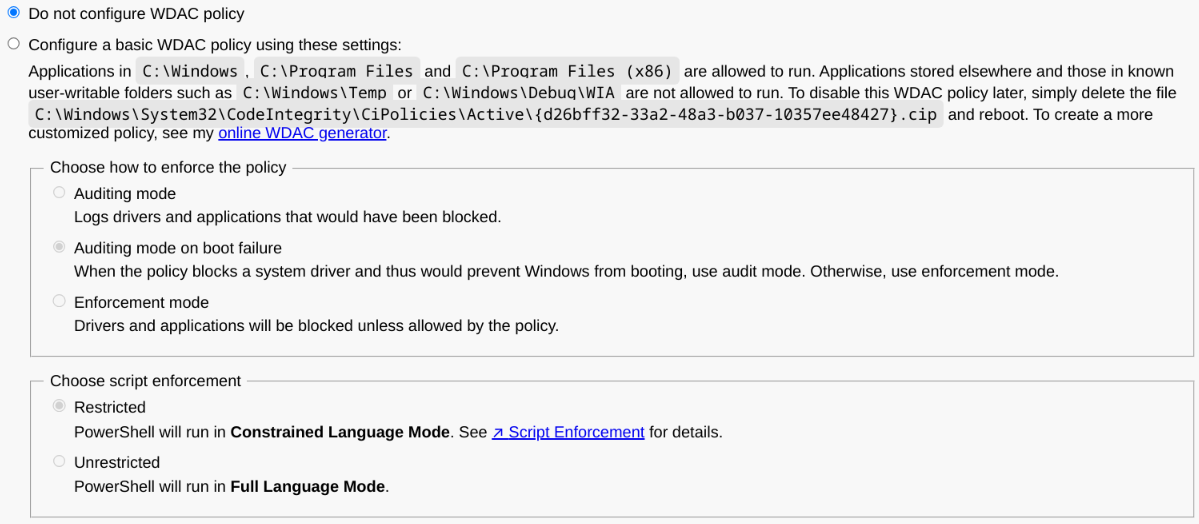 Do not configure WDAC policy
Configure a basic WDAC policy using these settings:
Applications in C:\Windows , C:\Program Files and C:\Program Files (x86) are allowed to run. Applications stored elsewhere and those in known
user-writable folders such as C:\Windows\Temp or C:\Windows\Debug\WIA are not allowed to run. To disable this WDAC policy later, simply delete the file
C:\Windows\System32\CodeIntegrity\CiPolicies\Active\{d26bff32-33a2-48a3-b037-10357ee48427}.cip and reboot. To create a more
customized policy, see my online WDAC generator.
Choose how to enforce the policy
Auditing mode
Logs drivers and applications that would have been blocked.
Auditing mode on boot failure
When the policy blocks a system driver and thus would prevent Windows from booting, use audit mode. Otherwise, use enforcement mode.
Enforcement mode
Drivers and applications will be blocked unless allowed by the policy.
Choose script enforcement
Restricted
PowerShell will run in Constrained Language Mode. See ↗ Script Enforcement for details.
Unrestricted
PowerShell will run in Full Language Mode.